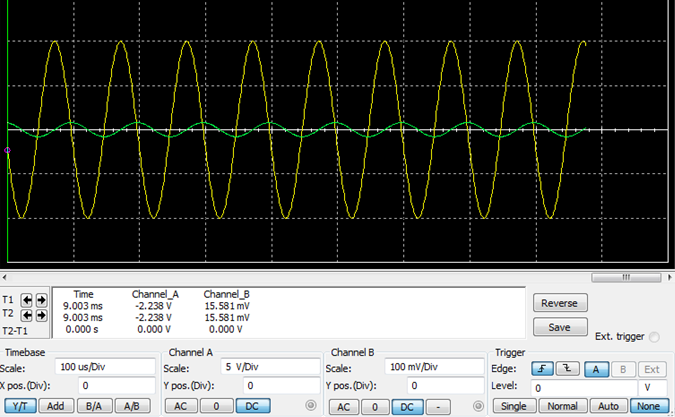 Time Channel_A Channel_B
T1 9.003 ms -2.238 V 15.581 mV
T2 9.003 ms -2.238 V 15.581 mV
T2-T1 0.000 s 0.000 V 0.000 V
Reverse
Save
Ext. trigger
Timebase Channel A Channel B Trigger
Scale: 100 us/Div Scale: 5 V/Div Scale: 100 mV/Div Edge: A B Ext
X pos.(Div): 0 Y pos.(Div): 0 Y pos.(Div): 0 Level: 0 V
Y/T Add B/A A/B AC 0 DC AC 0 DC - Single Normal Auto None